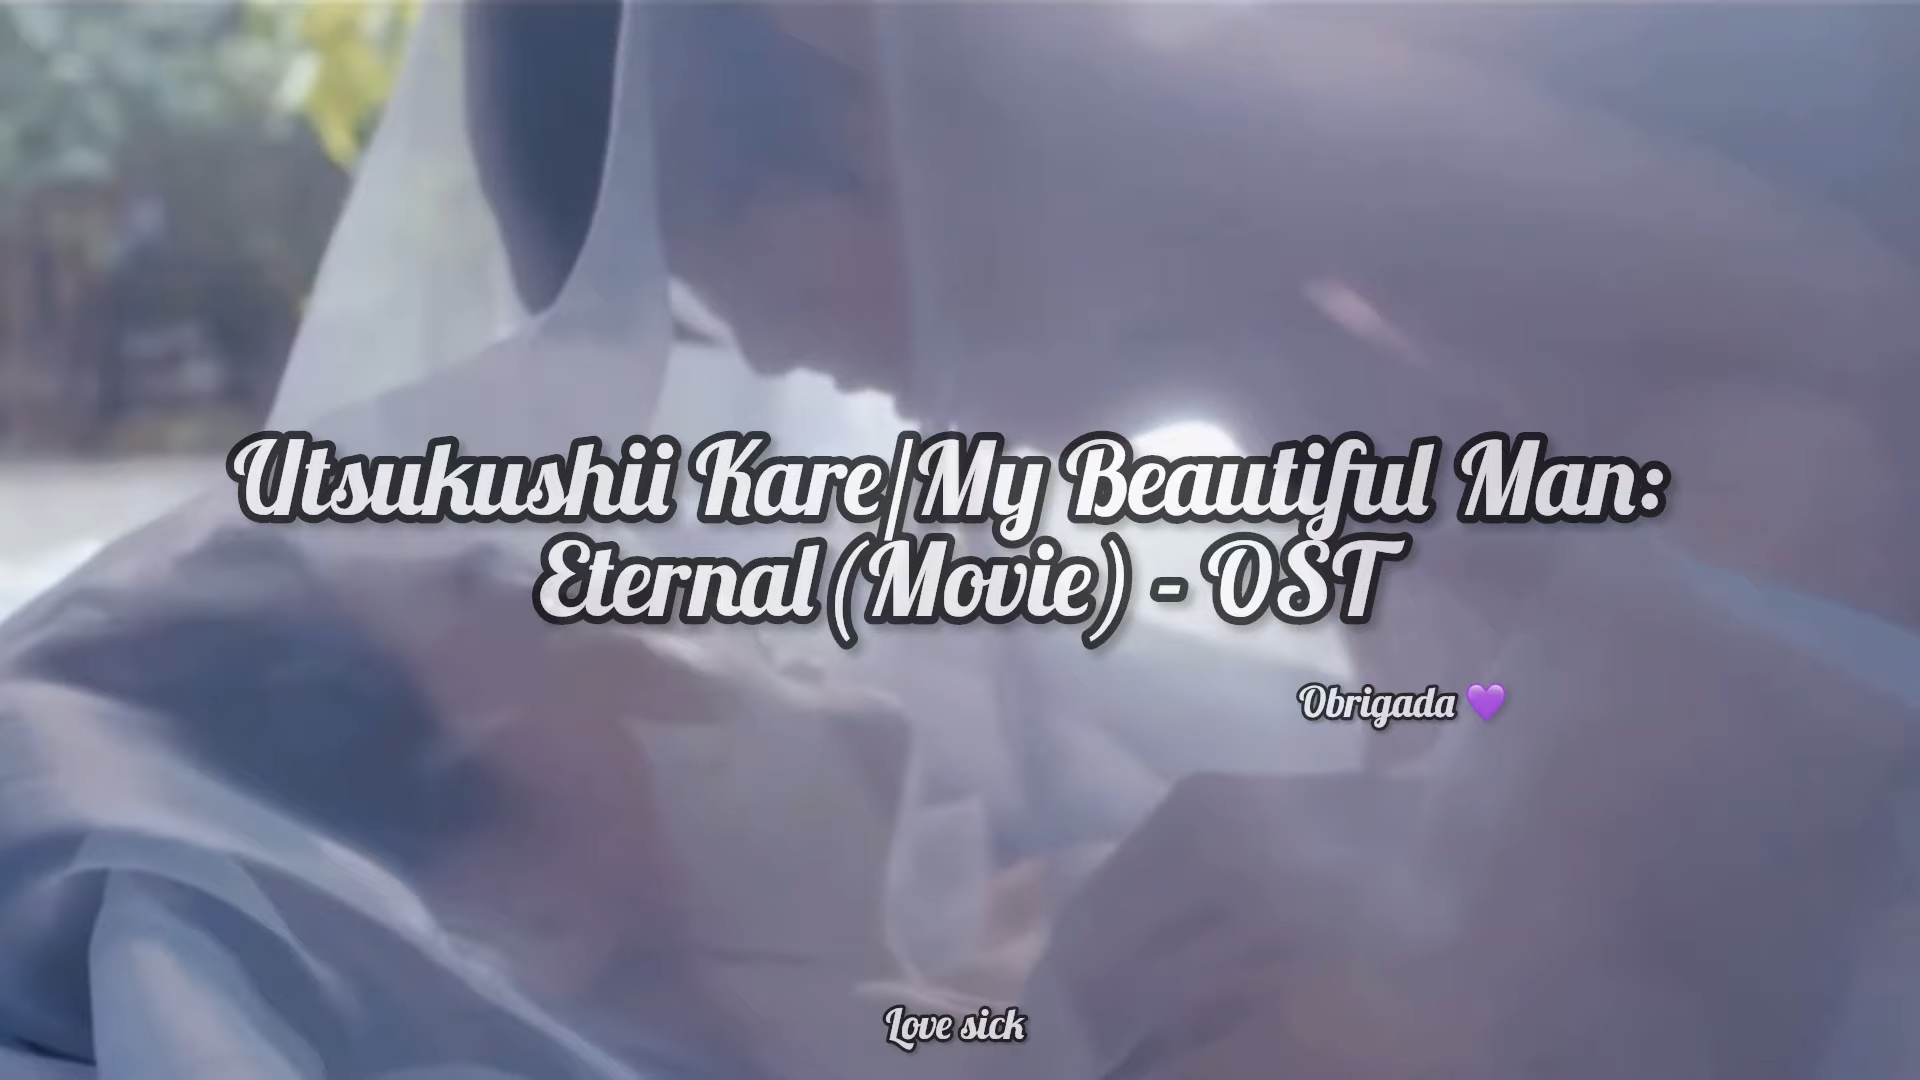 Utsukushii Kare/My Beautiful Man:
Eternal (Movie) - OST
Obrigada 💜
Love sick